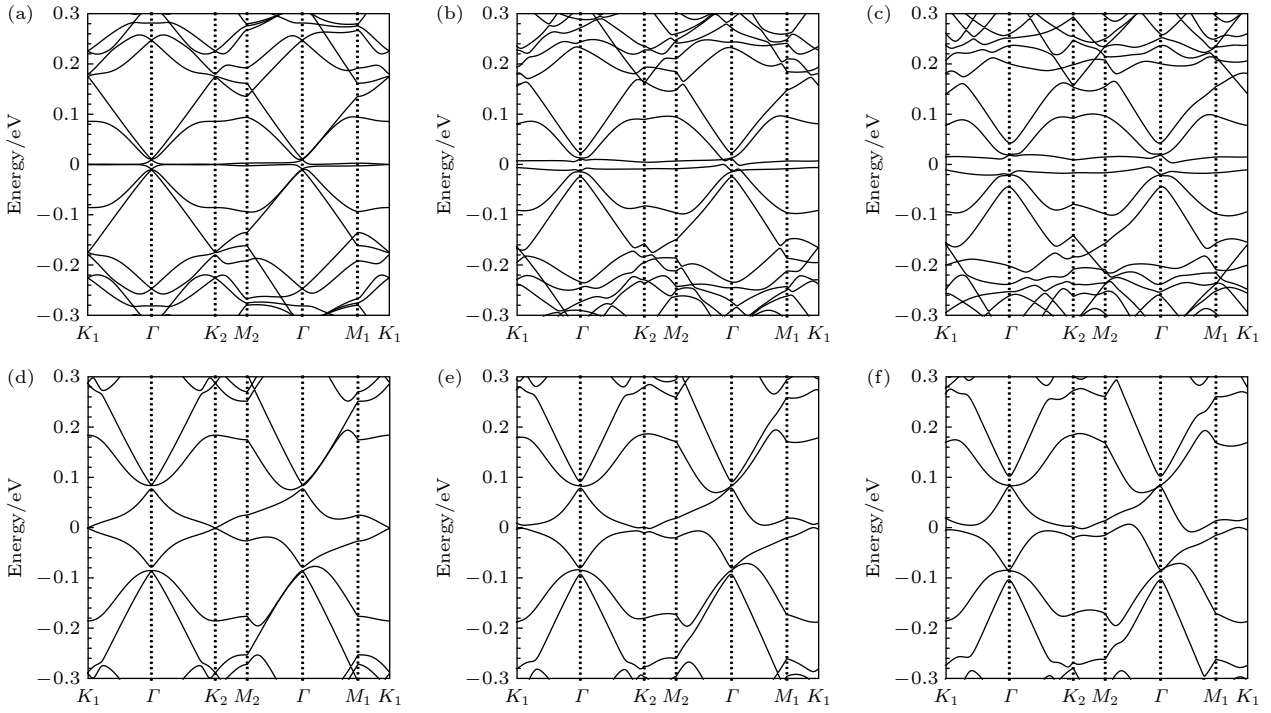 (a) (b) (c)
Energy/eV Energy/eV Energy/eV
0.3 0.3 0.3
0.2 0.2 0.2
0.1 0.1 0.1
0 0 0
−0.1 −0.1 −0.1
−0.2 −0.2 −0.2
−0.3 −0.3 −0.3
K1 Γ K2 M2 Γ M1 K1 K1 Γ K2 M2 Γ M1 K1 K1 Γ K2 M2 Γ M1 K1
(d) (e) (f)
Energy/eV Energy/eV Energy/eV
0.3 0.3 0.3
0.2 0.2 0.2
0.1 0.1 0.1
0 0 0
−0.1 −0.1 −0.1
−0.2 −0.2 −0.2
−0.3 −0.3 −0.3
K1 Γ K2 M2 Γ M1 K1 K1 Γ K2 M2 Γ M1 K1 K1 Γ K2 M2 Γ M1 K1